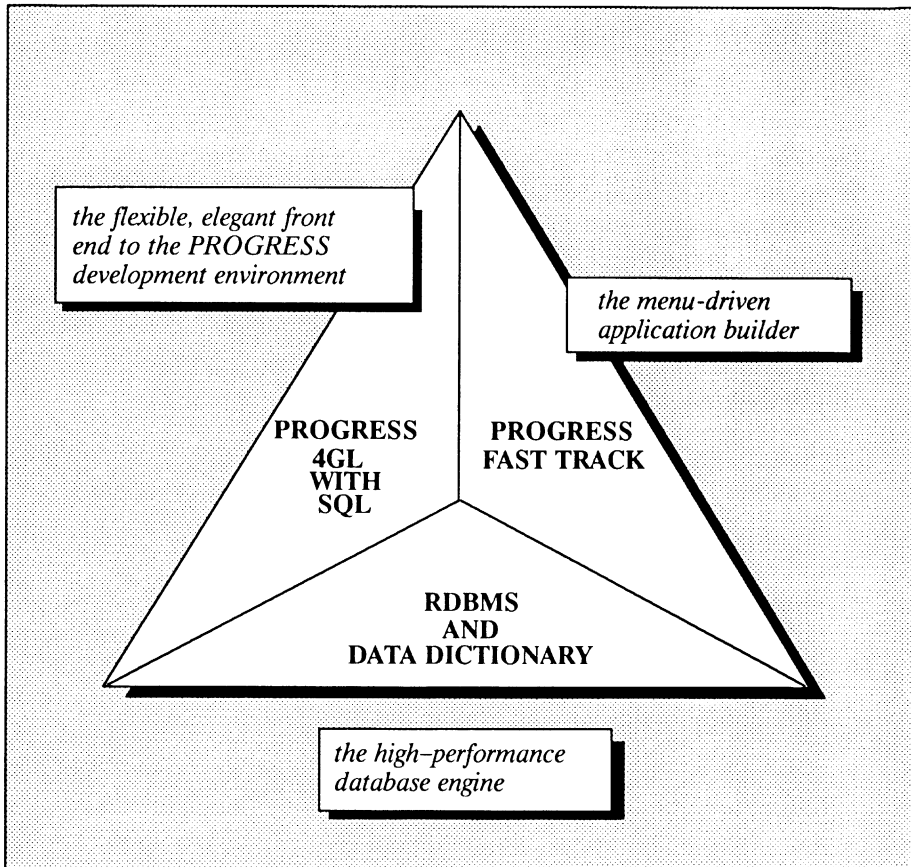 the flexible, elegant front
end to the PROGRESS
development environment
the menu-driven
application builder
PROGRESS
4GL
WITH
SQL
PROGRESS
FAST TRACK
RDBMS
AND
DATA DICTIONARY
the high–performance
database engine